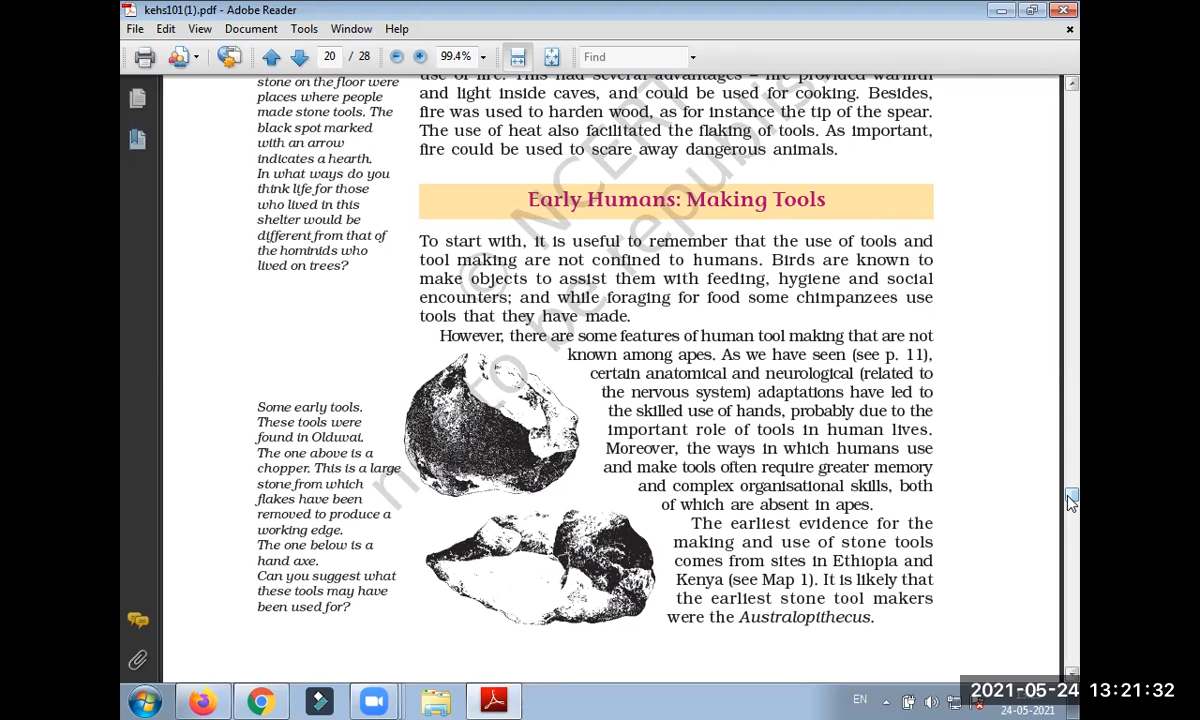 kehs101(1).pdf - Adobe Reader
File Edit View Document Tools Window Help
20 / 28 99.4% Find
stone on the floor were
places where people
made stone tools. The
black spot marked
with an arrow
indicates a hearth.
In what ways do you
think life for those
who lived in this
shelter would be
different from that of
the hominids who
lived on trees?
use of fire. This had several advantages – fire provided warmth
and light inside caves, and could be used for cooking. Besides,
fire was used to harden wood, as for instance the tip of the spear.
The use of heat also facilitated the flaking of tools. As important,
fire could be used to scare away dangerous animals.
Early Humans: Making Tools
To start with, it is useful to remember that the use of tools and
tool making are not confined to humans. Birds are known to
make objects to assist them with feeding, hygiene and social
encounters; and while foraging for food some chimpanzees use
tools that they have made.
However, there are some features of human tool making that are not
known among apes. As we have seen (see p. 11),
certain anatomical and neurological (related to
the nervous system) adaptations have led to
the skilled use of hands, probably due to the
important role of tools in human lives.
Moreover, the ways in which humans use
and make tools often require greater memory
and complex organisational skills, both
of which are absent in apes.
The earliest evidence for the
making and use of stone tools
comes from sites in Ethiopia and
Kenya (see Map 1). It is likely that
the earliest stone tool makers
were the Australopithecus.
Some early tools.
These tools were
found in Olduvai.
The one above is a
chopper. This is a large
stone from which
flakes have been
removed to produce a
working edge.
The one below is a
hand axe.
Can you suggest what
these tools may have
been used for?
© NCERT
not to be republis
EN
2021-05-24 13:21:32
24-05-2021